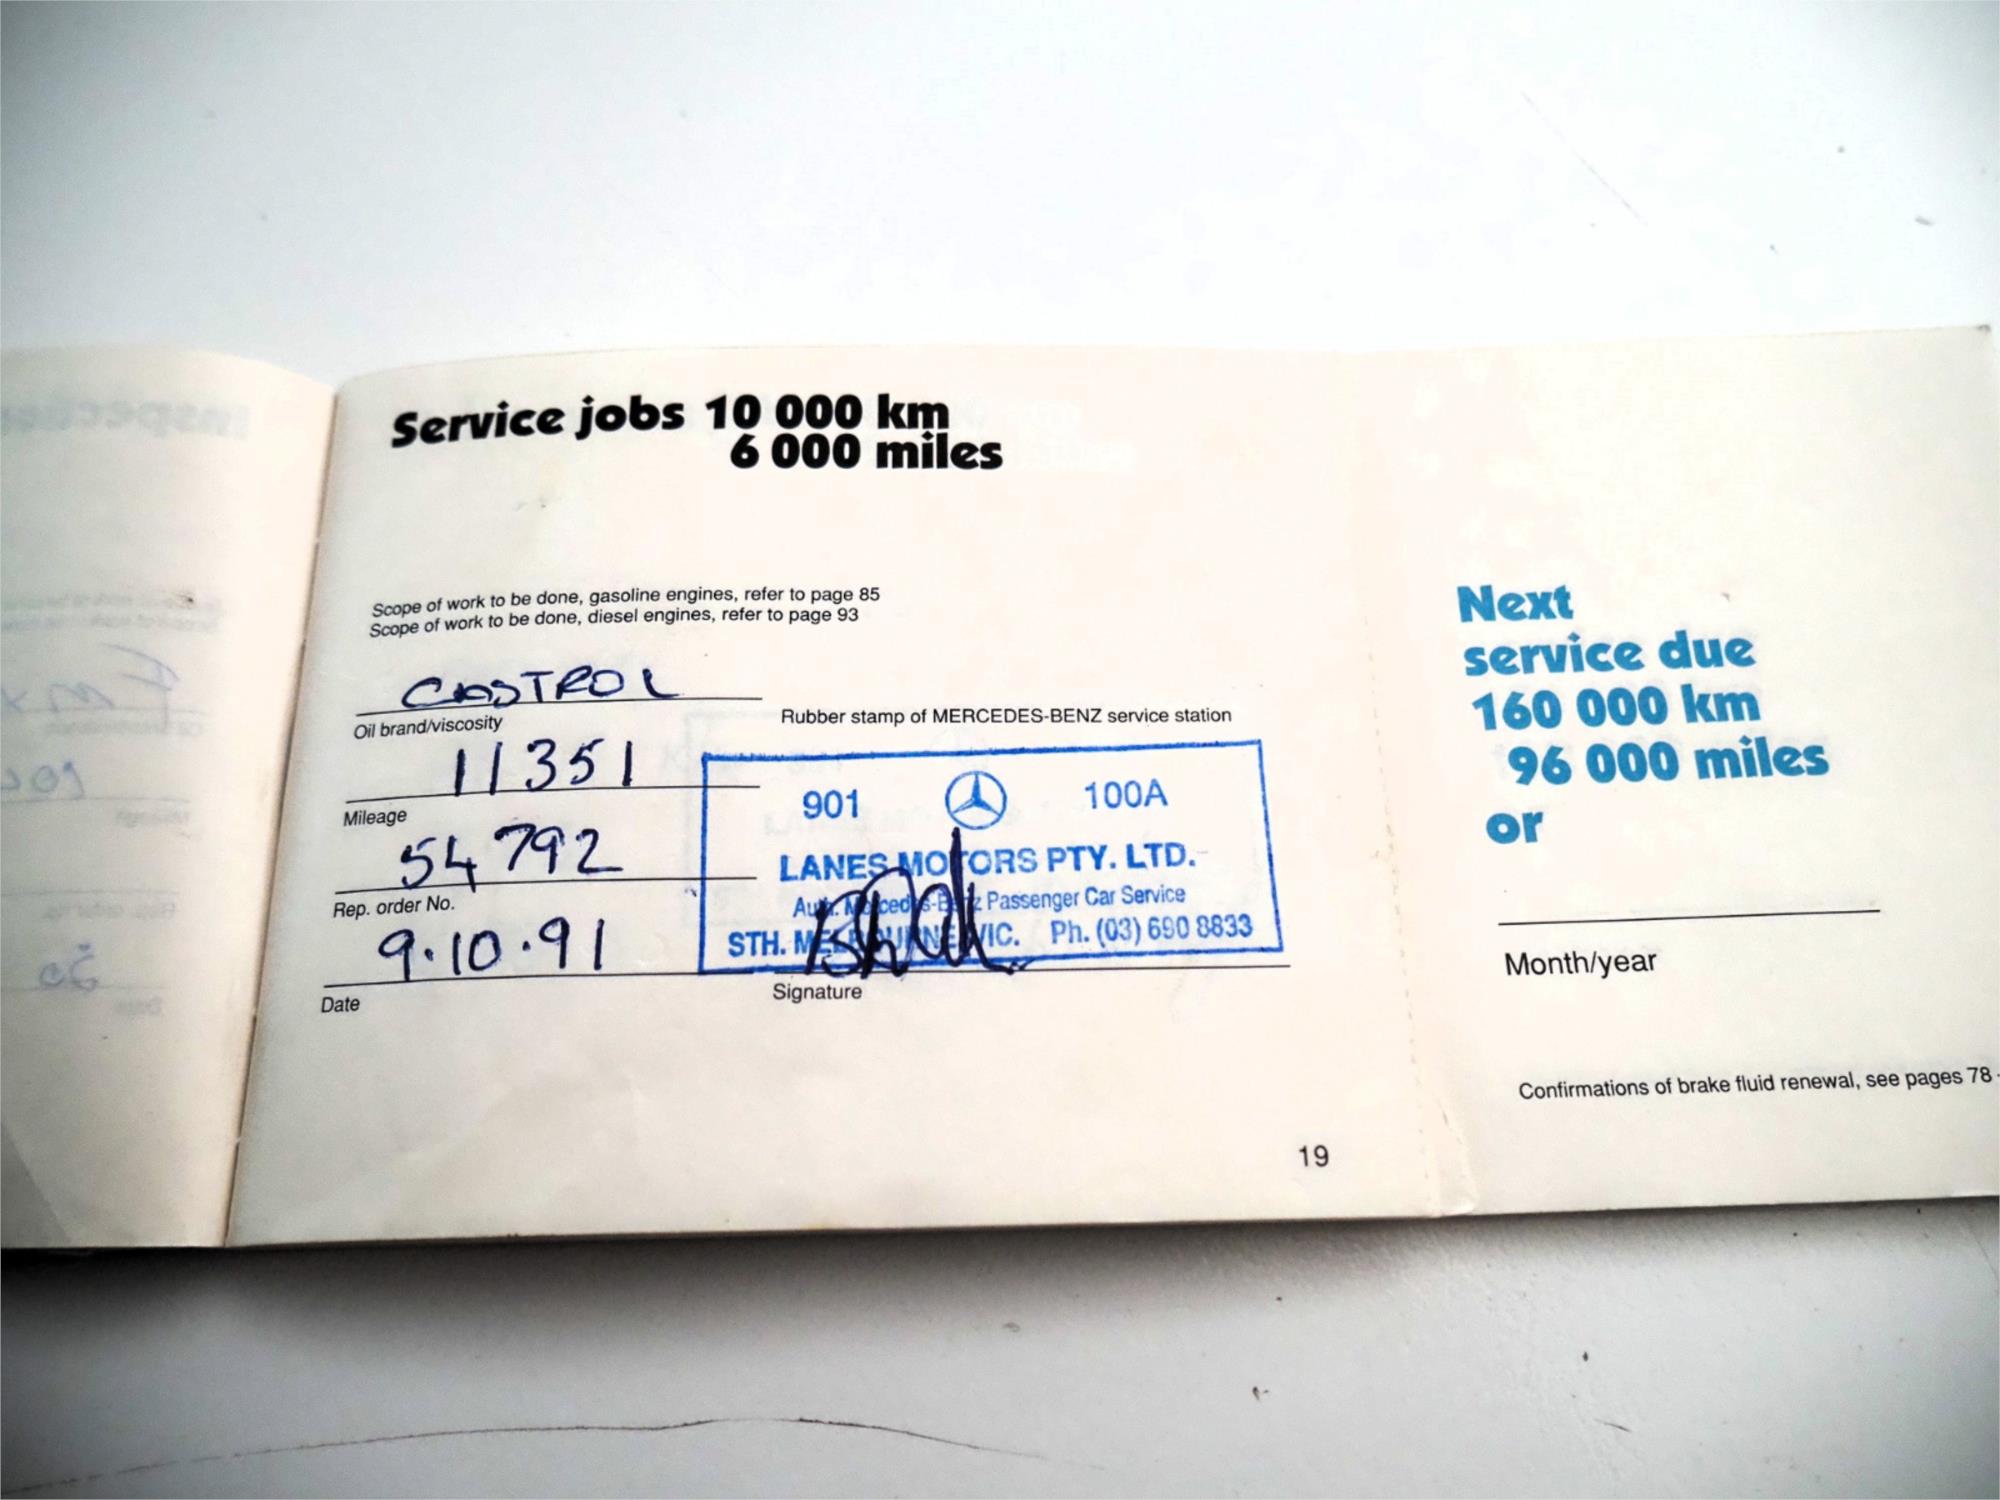 Service jobs 10 000 km
6 000 miles
Scope of work to be done, gasoline engines, refer to page 85
Scope of work to be done, diesel engines, refer to page 93
CASTROL
Oil brand/viscosity
11351
Mileage
54792
Rep. order No.
9·10·91
Date
Rubber stamp of MERCEDES-BENZ service station
901 100A
LANES MOTORS PTY. LTD.
Auth. Mercedes-Benz Passenger Car Service
STH. MELBOURNE VIC. Ph. (03) 690 8833
Signature
19
Next
service due
160 000 km
96 000 miles
or
Month/year
Confirmations of brake fluid renewal, see pages 78